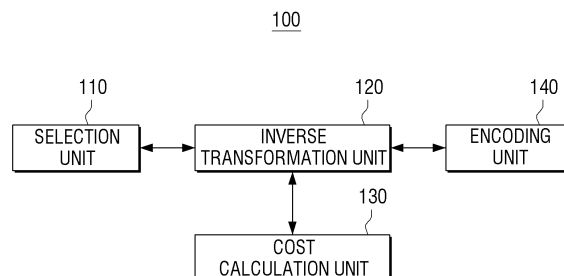 100
110
120
140
SELECTION
UNIT
INVERSE
TRANSFORMATION UNIT
ENCODING
UNIT
130
COST
CALCULATION UNIT